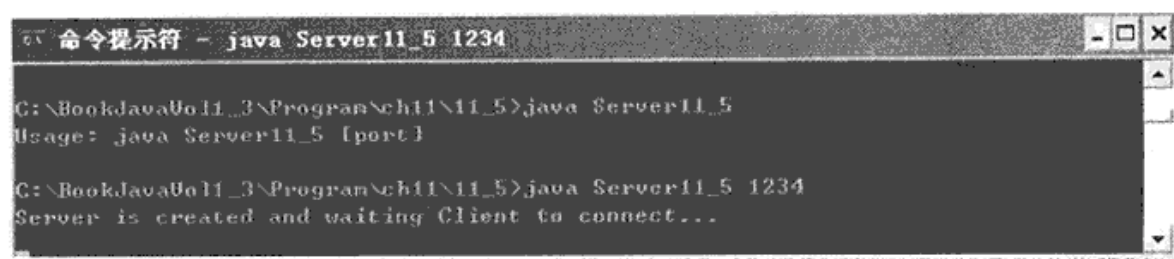 命令提示符 - java Server11_5 1234
C:\BookJavaVol1_3\Program\ch11\11_5>java Server11_5
Usage: java Server11_5 [port]
C:\BookJavaVol1_3\Program\ch11\11_5>java Server11_5 1234
Server is created and waiting Client to connect...